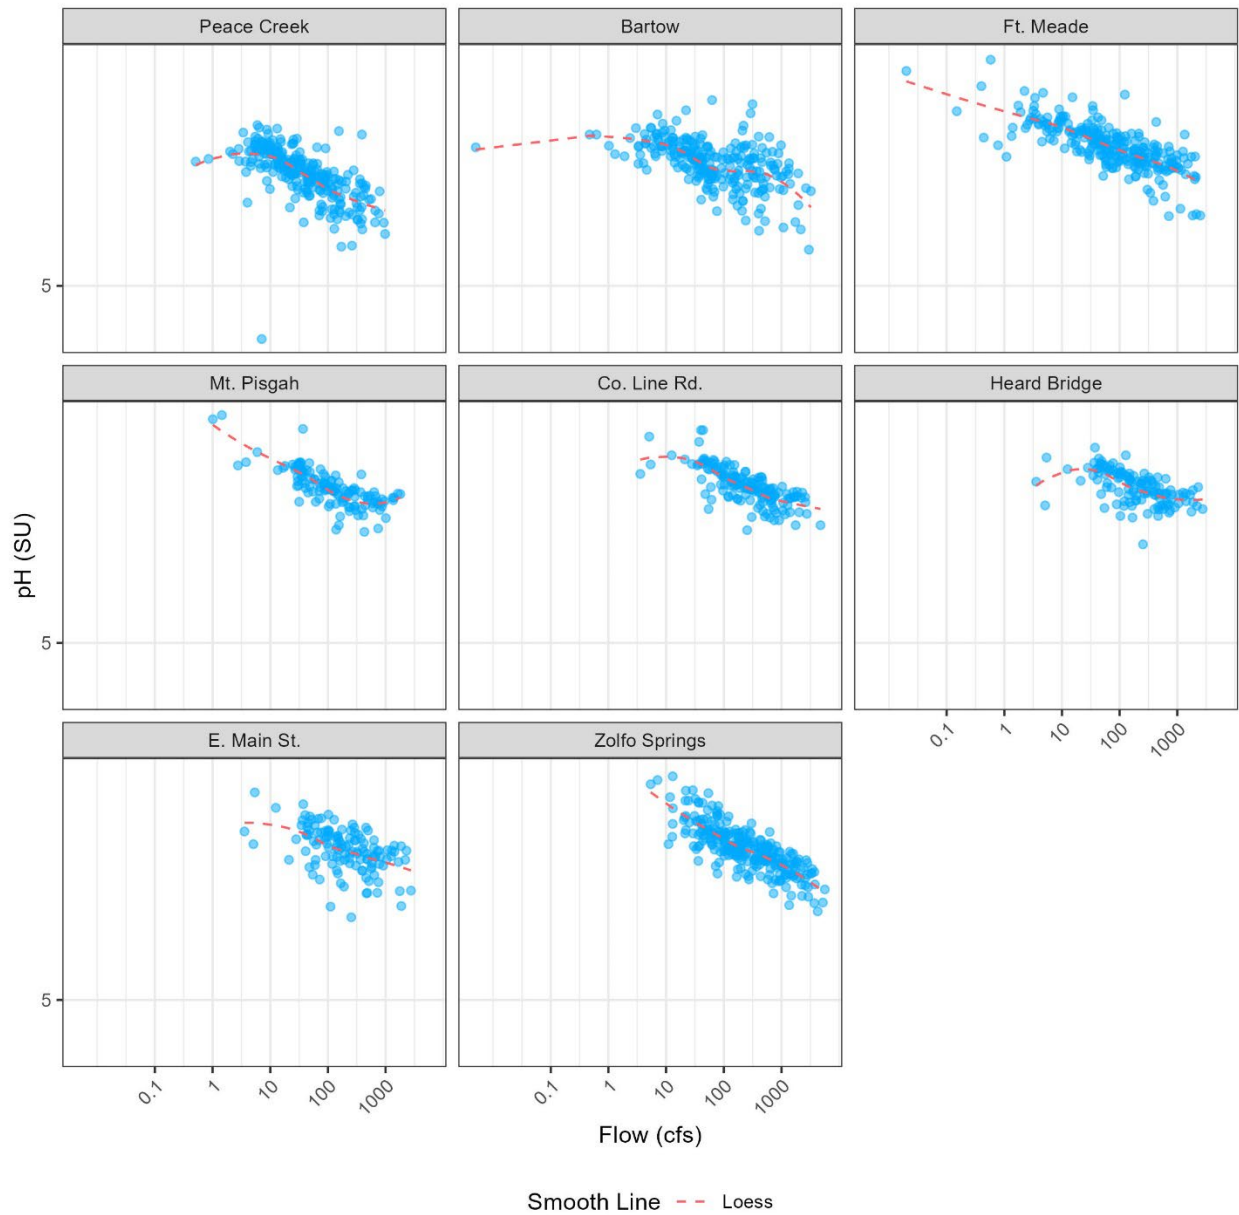 Peace Creek
Bartow
Ft. Meade
5
Mt. Pisgah
Co. Line Rd.
Heard Bridge
5
0.1 1 10 100 1000
E. Main St.
Zolfo Springs
5
0.1 1 10 100 1000
0.1 1 10 100 1000
pH (SU)
Flow (cfs)
Smooth Line Loess